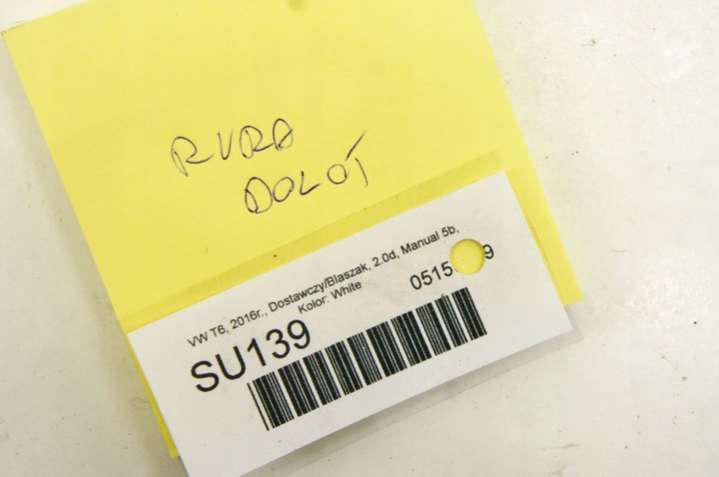 RURA
DOLOT
VW T6, 2016r., Dostawczy/Blaszak, 2.0d, Manual 5b,
Kolor: White
SU139